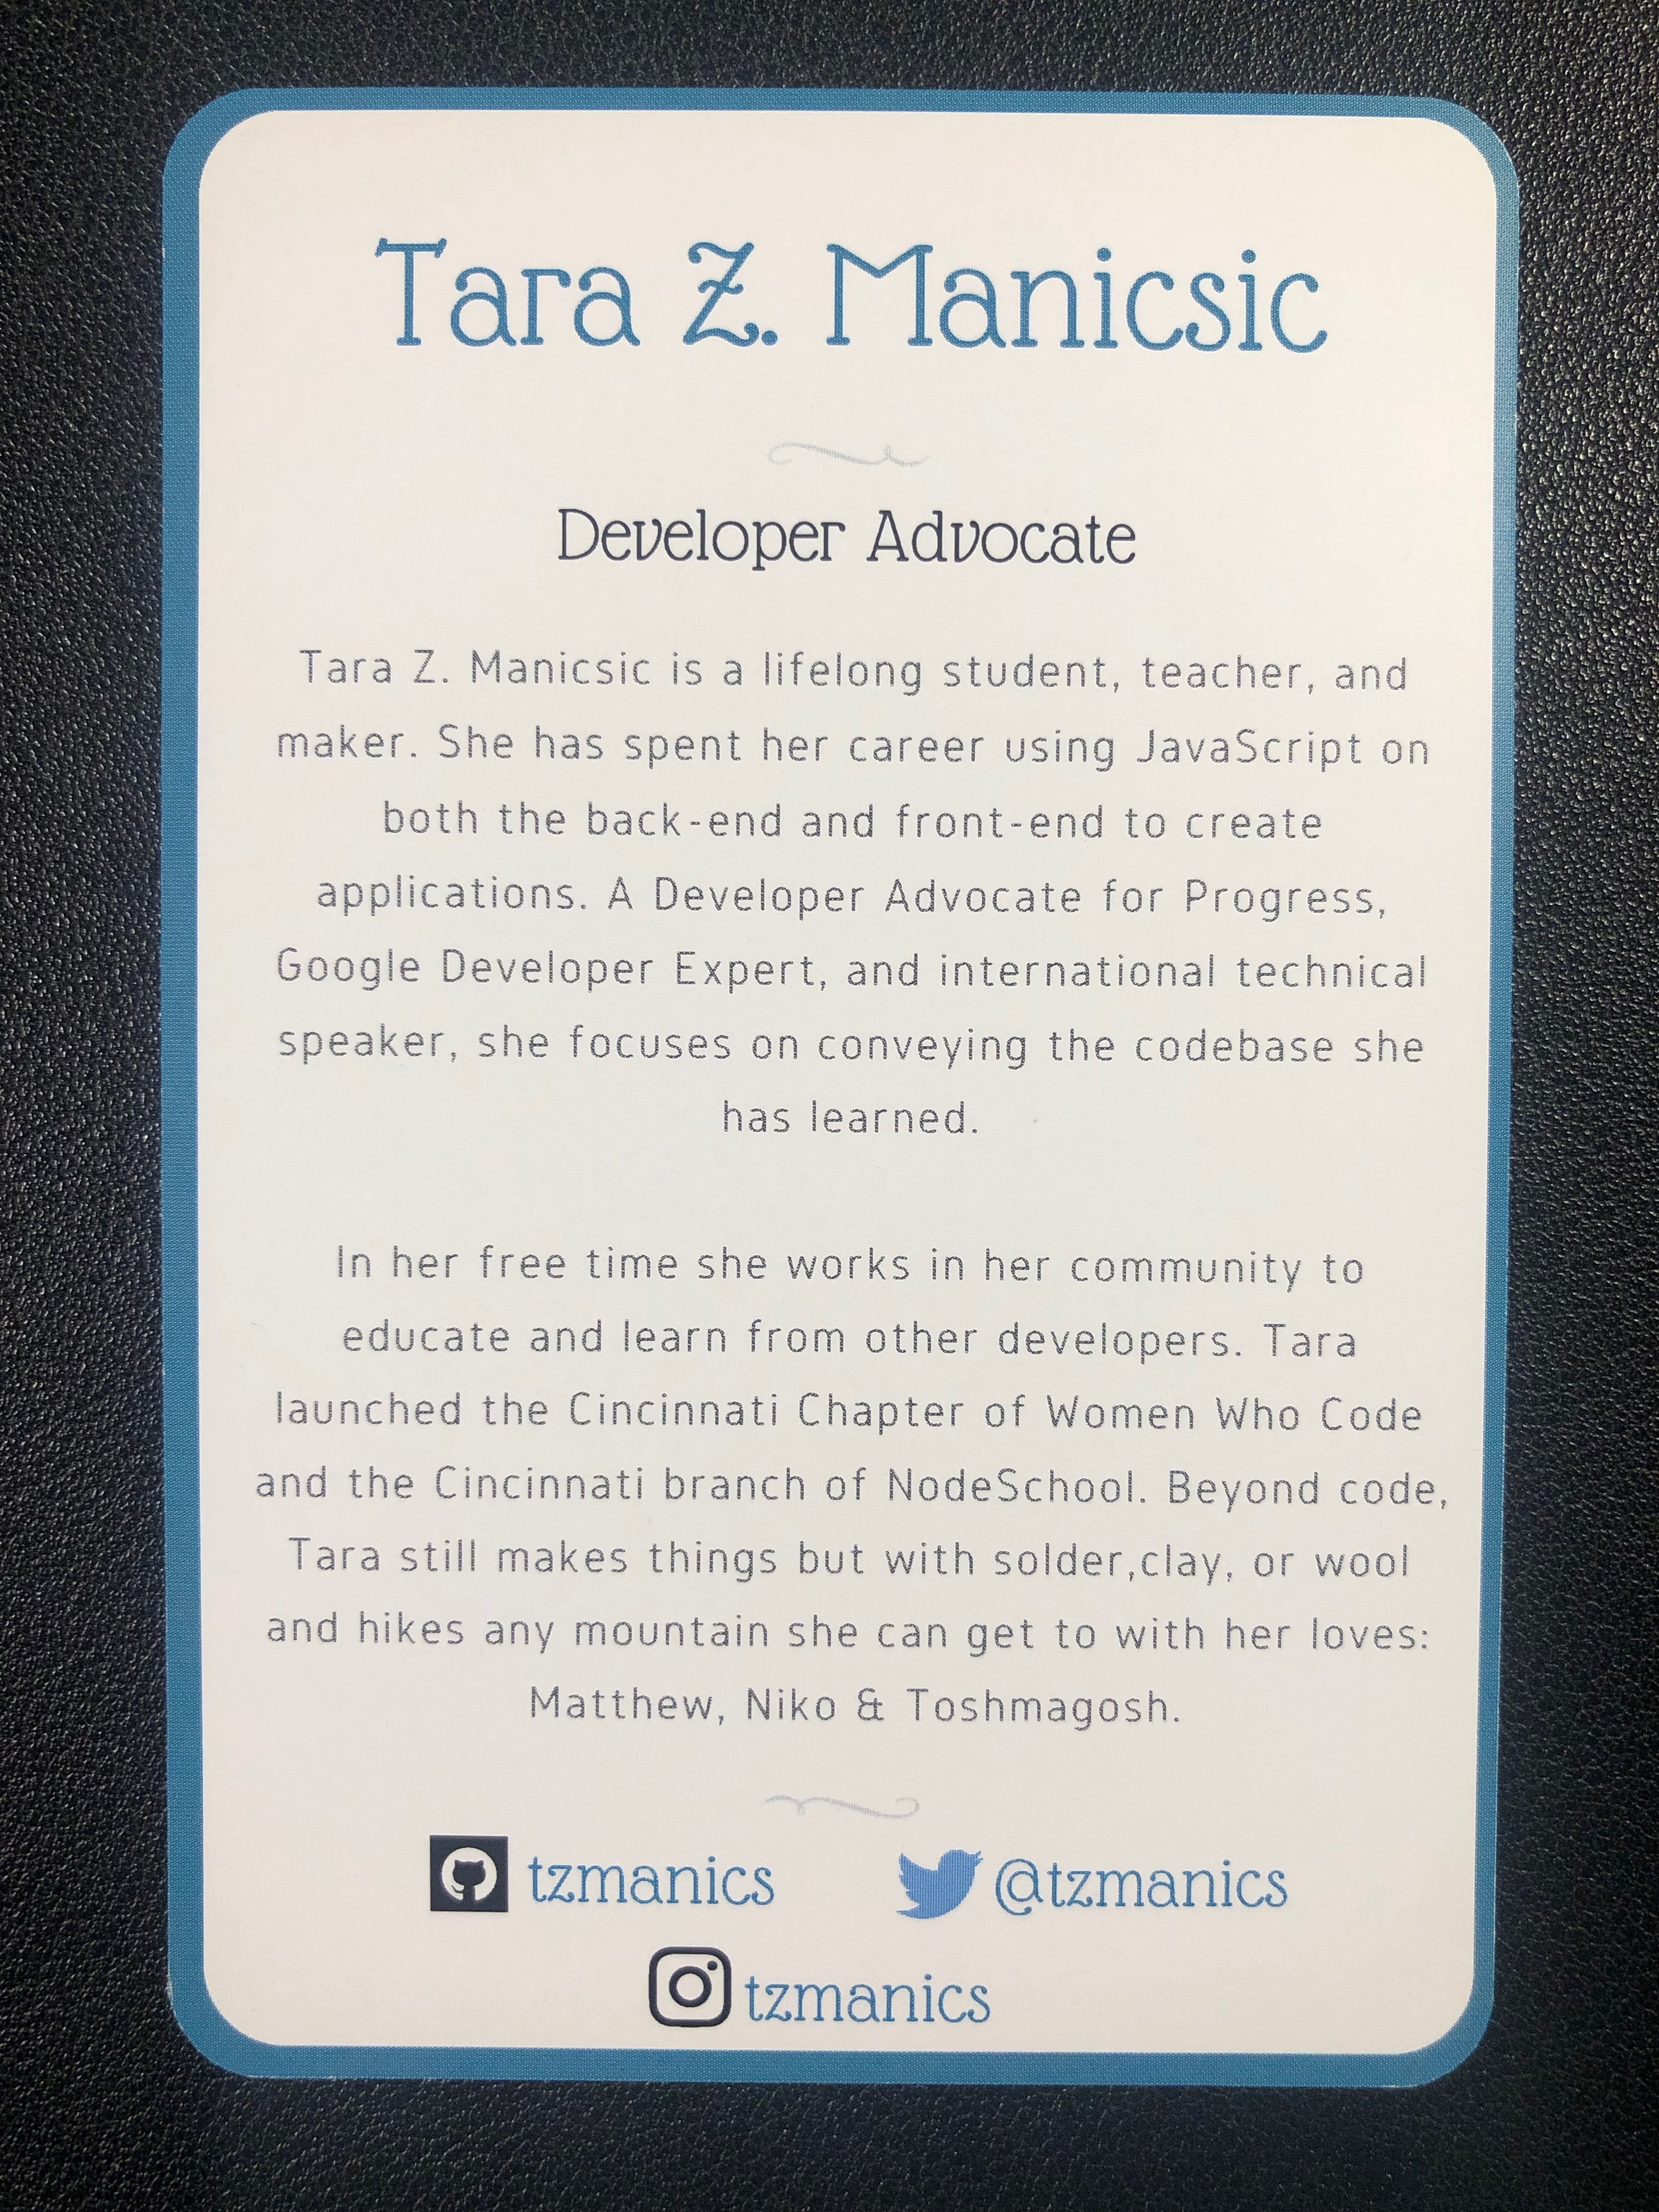 Tara Z. Manicsic
Developer Advocate
Tara Z. Manicsic is a lifelong student, teacher, and
maker. She has spent her career using JavaScript on
both the back-end and front-end to create
applications. A Developer Advocate for Progress,
Google Developer Expert, and international technical
speaker, she focuses on conveying the codebase she
has learned.
In her free time she works in her community to
educate and learn from other developers. Tara
launched the Cincinnati Chapter of Women Who Code
and the Cincinnati branch of NodeSchool. Beyond code,
Tara still makes things but with solder,clay, or wool
and hikes any mountain she can get to with her loves:
Matthew, Niko & Toshmagosh.
tzmanics @tzmanics
tzmanics